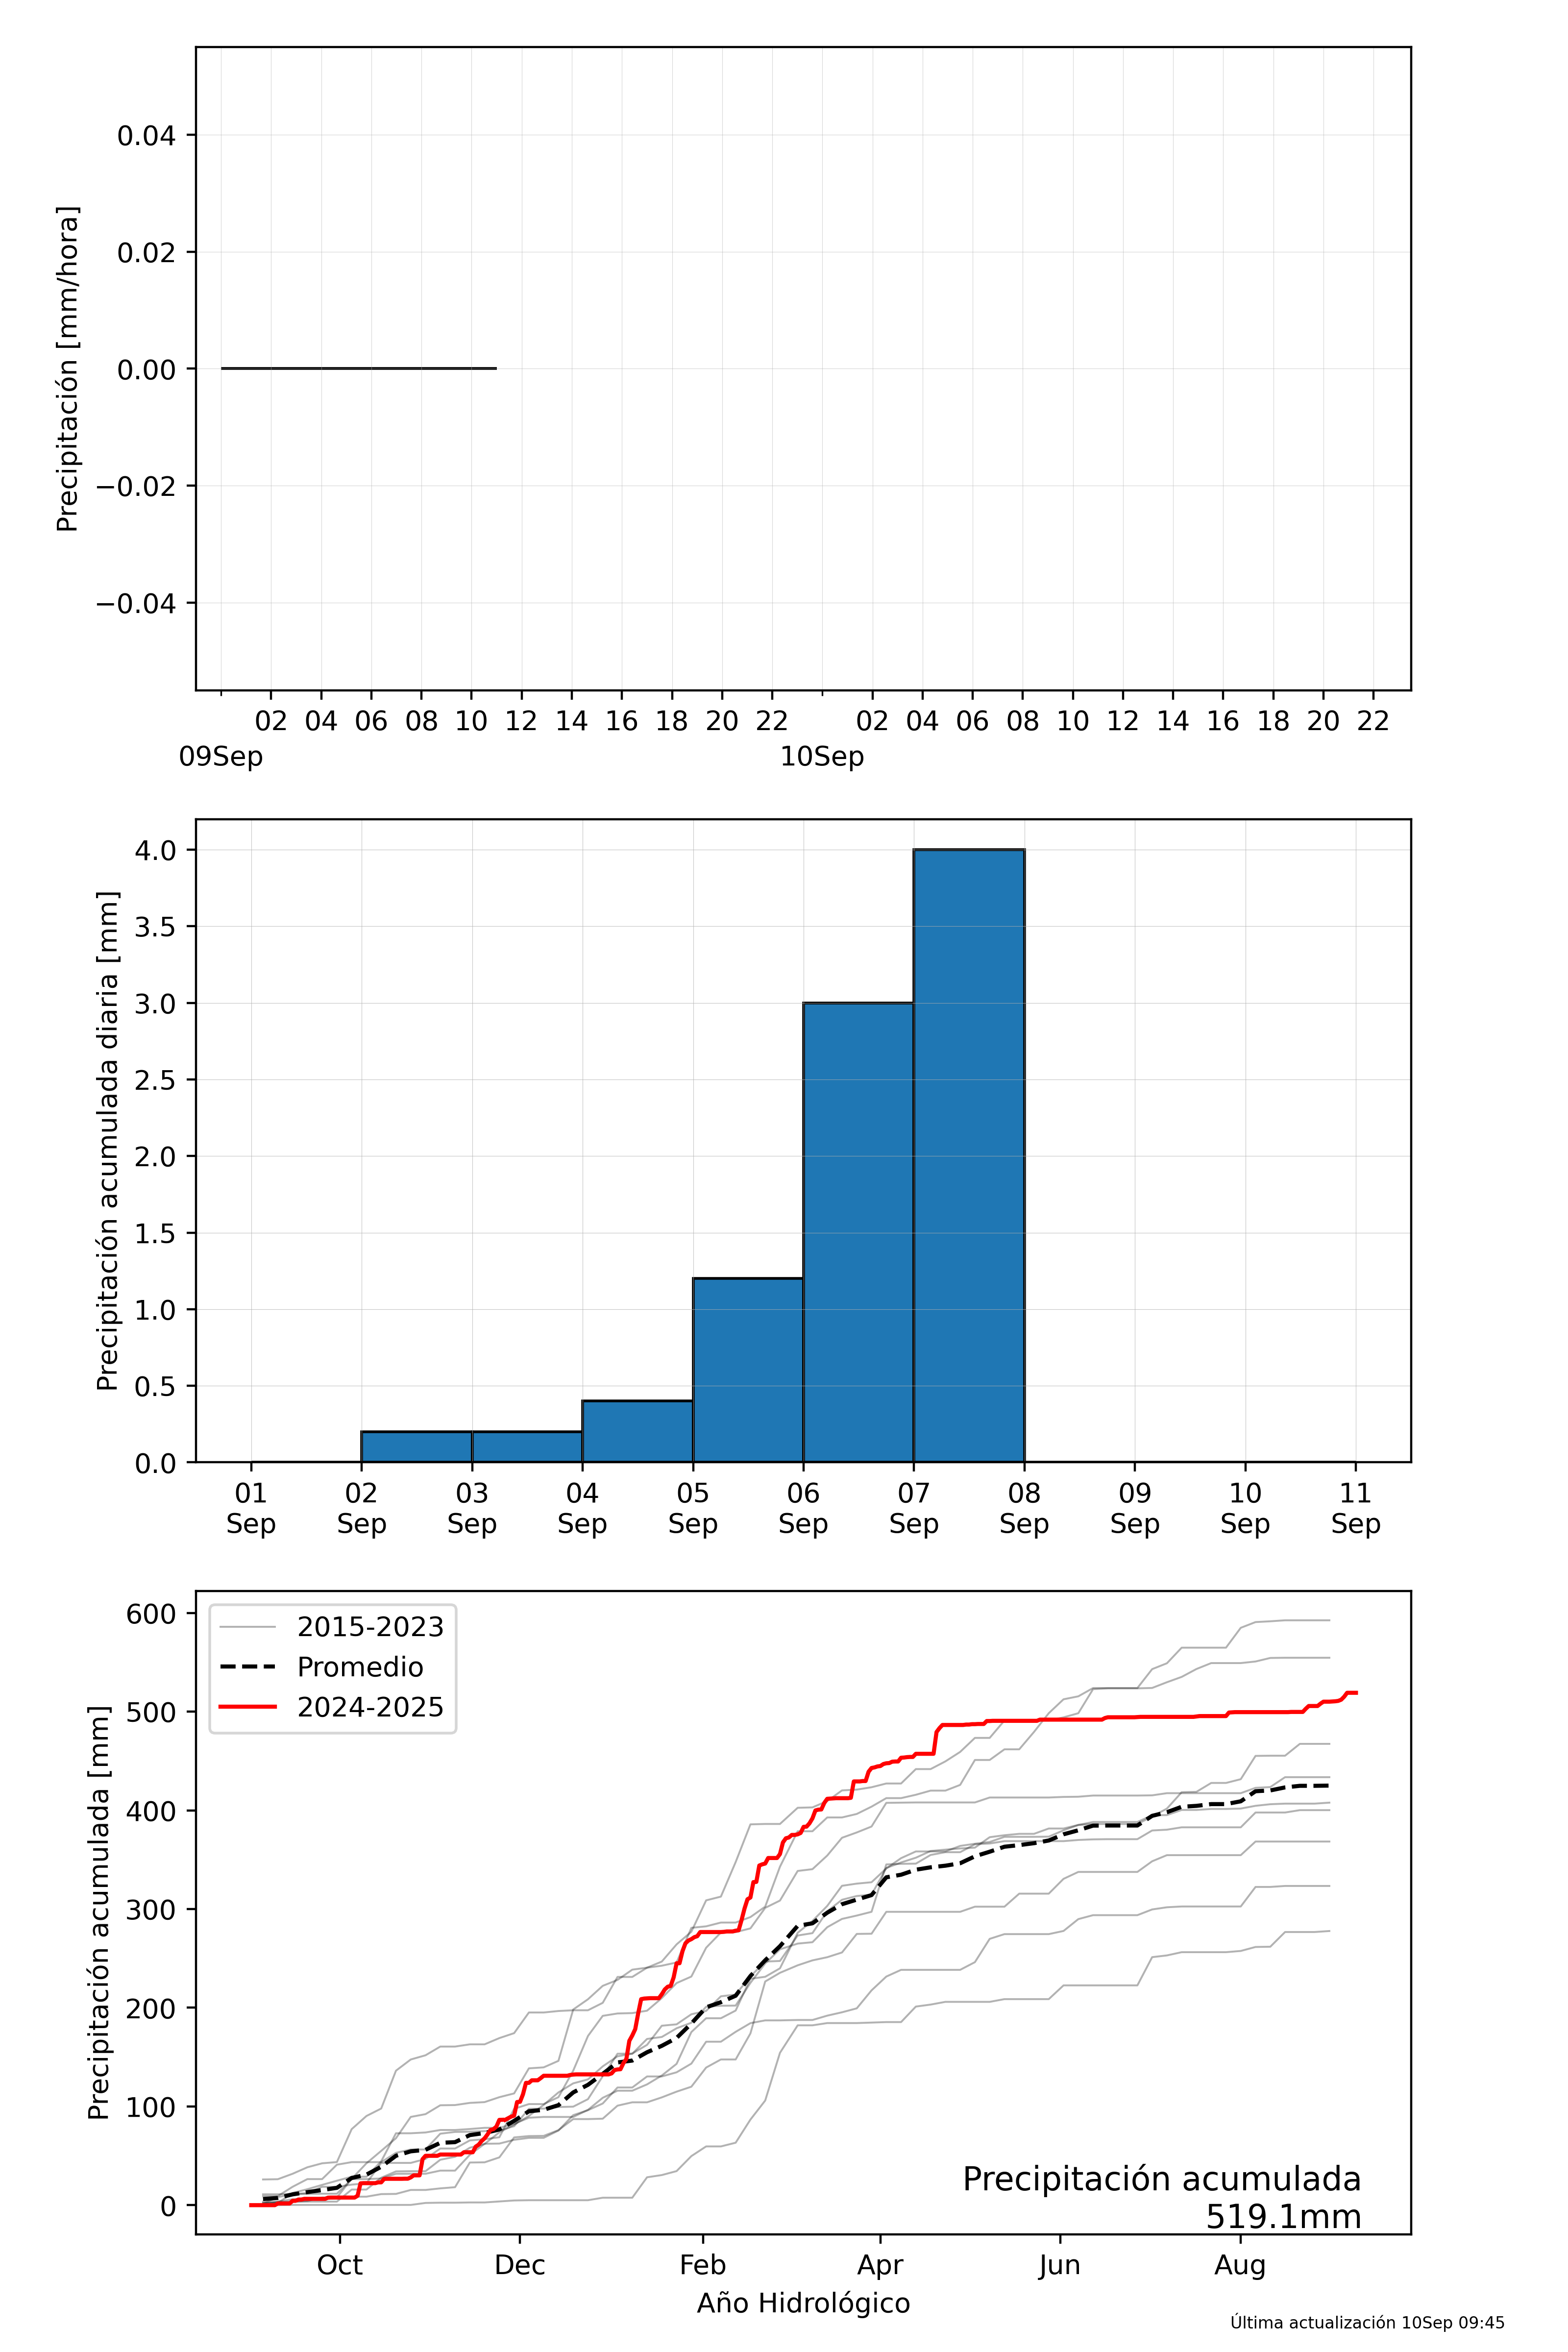 Precipitación [mm/hora]
0.04
0.02
0.00
−0.02
−0.04
02 04 06 08 10 12 14 16 18 20 22 02 04 06 08 10 12 14 16 18 20 22
09Sep 10Sep
Precipitación acumulada diaria [mm]
4.0
3.5
3.0
2.5
2.0
1.5
1.0
0.5
0.0
01 02 03 04 05 06 07 08 09 10 11
Sep Sep Sep Sep Sep Sep Sep Sep Sep Sep Sep
Precipitación acumulada [mm]
600
500
400
300
200
100
0
2015-2023
Promedio
2024-2025
Precipitación acumulada
519.1mm
Oct Dec Feb Apr Jun Aug
Año Hidrológico
Última actualización 10Sep 09:45